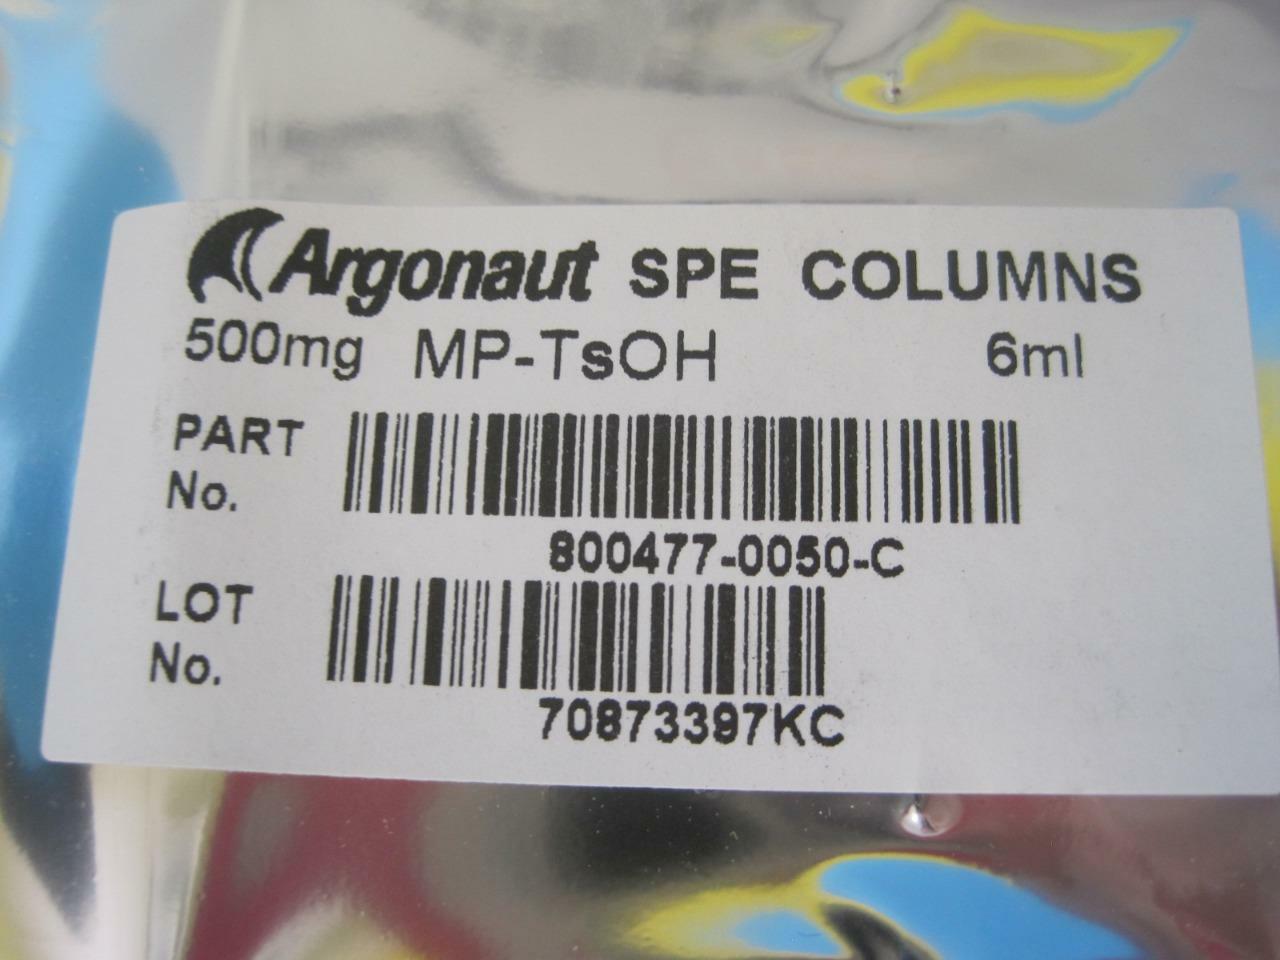 Argonaut SPE COLUMNS
500mg MP-TsOH 6ml
PART No.
800477-0050-C
LOT No.
70873397KC